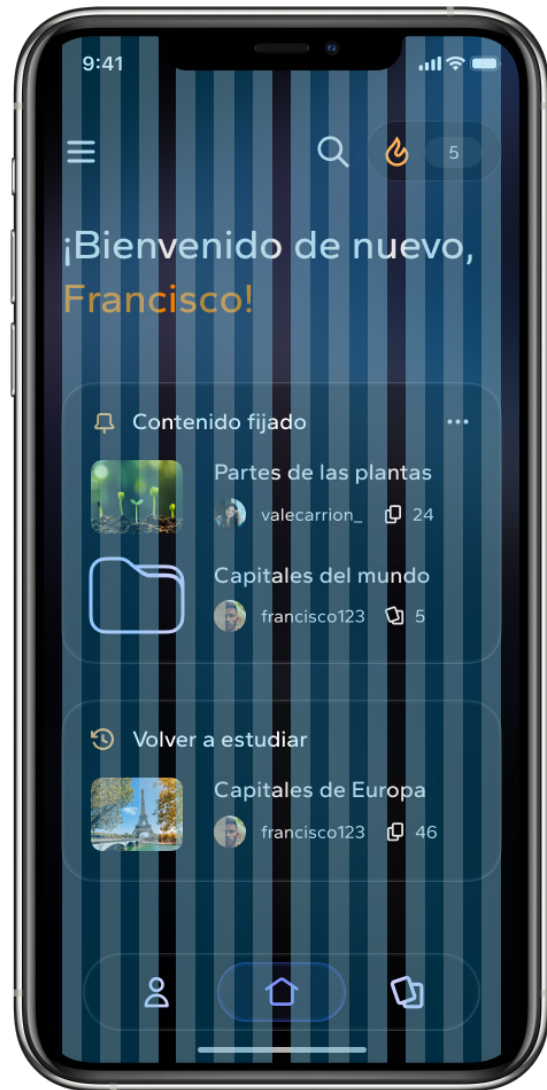 9:41
5
¡Bienvenido de nuevo,
Francisco!
Contenido fijado
Partes de las plantas
valecarrion_ 24
Capitales del mundo
francisco123 5
Volver a estudiar
Capitales de Europa
francisco123 46